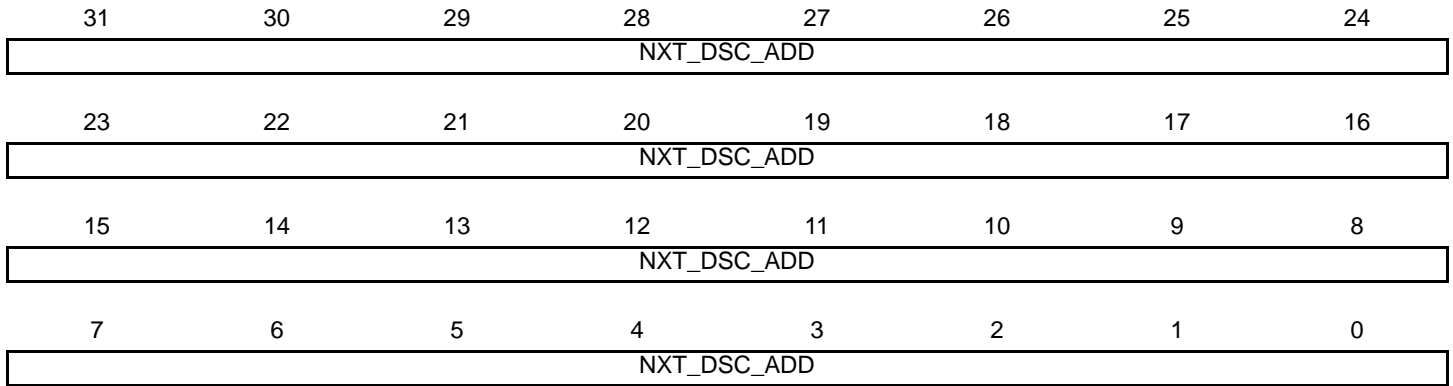 31 30 29 28 27 26 25 24
NXT_DSC_ADD
23 22 21 20 19 18 17 16
NXT_DSC_ADD
15 14 13 12 11 10 9 8
NXT_DSC_ADD
7 6 5 4 3 2 1 0
NXT_DSC_ADD